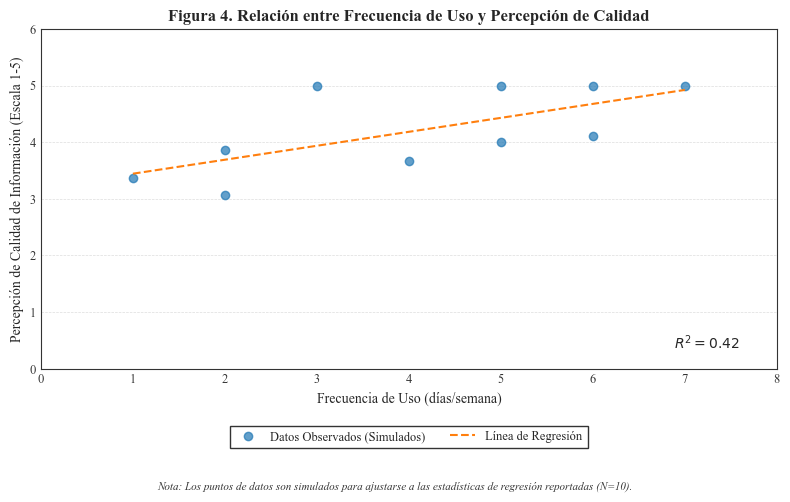 Figura 4. Relación entre Frecuencia de Uso y Percepción de Calidad
Percepción de Calidad de Información (Escala 1-5)
6
5
4
3
2
1
0
R² = 0.42
0 1 2 3 4 5 6 7 8
Frecuencia de Uso (días/semana)
Datos Observados (Simulados) Línea de Regresión
Nota: Los puntos de datos son simulados para ajustarse a las estadísticas de regresión reportadas (N=10).